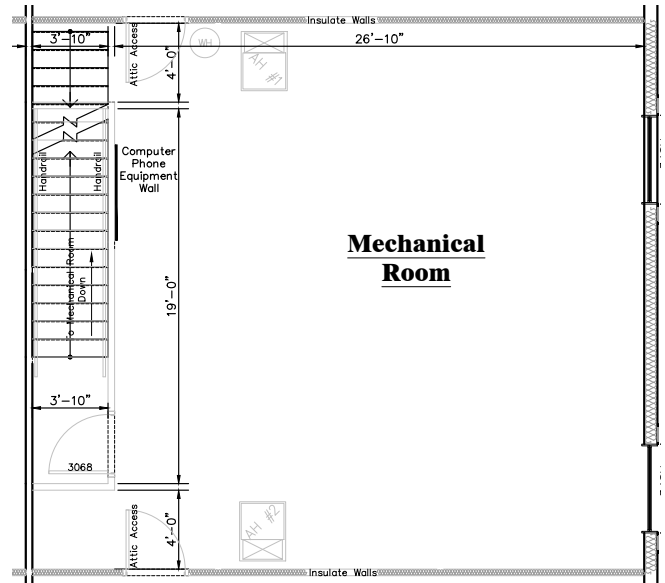 Insulate Walls
3'-10"
26'-10"
Attic Access
4'-0"
WH
AH #1
Handrail
Handrail
Computer
Phone
Equipment
Wall
Mechanical
Room
To Mechanical Room
Down
19'-0"
3'-10"
3068
Attic Access
4'-0"
AH #2
Insulate Walls